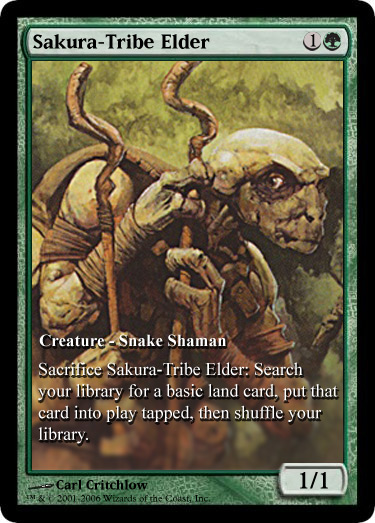 Sakura-Tribe Elder 1
Creature - Snake Shaman
Sacrifice Sakura-Tribe Elder: Search
your library for a basic land card, put that
card into play tapped, then shuffle your
library.
1/1
Carl Critchlow
™ & © 2001-2006 Wizards of the Coast, Inc.